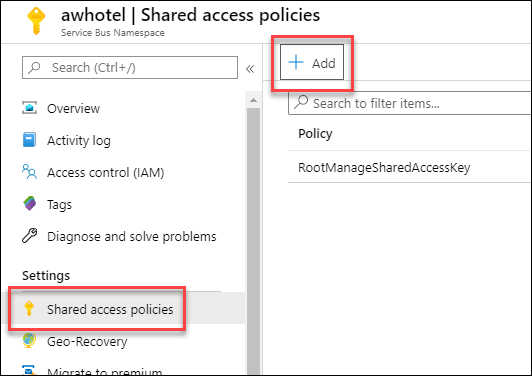 awhotel | Shared access policies
Service Bus Namespace
Search (Ctrl+/)
«
Add
Search to filter items...
Overview
Activity log
Access control (IAM)
Tags
Diagnose and solve problems
Policy
RootManageSharedAccessKey
Settings
Shared access policies
Geo-Recovery
Migrate to premium